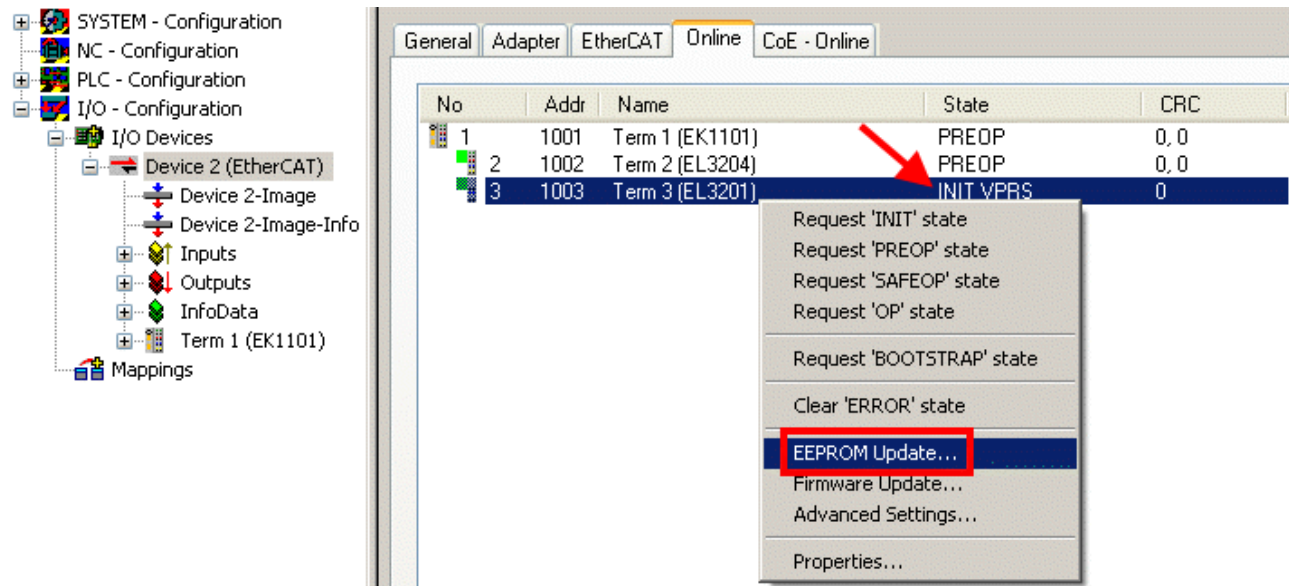 SYSTEM - Configuration
NC - Configuration
PLC - Configuration
I/O - Configuration
I/O Devices
Device 2 (EtherCAT)
Device 2-Image
Device 2-Image-Info
Inputs
Outputs
InfoData
Term 1 (EK1101)
Mappings
General Adapter EtherCAT Online CoE - Online
No Addr Name State CRC
1 1001 Term 1 (EK1101) PREOP 0, 0
2 1002 Term 2 (EL3204) PREOP 0, 0
3 1003 Term 3 (EL3201) INIT VPRS 0
Request 'INIT' state
Request 'PREOP' state
Request 'SAFEOP' state
Request 'OP' state
Request 'BOOTSTRAP' state
Clear 'ERROR' state
EEPROM Update...
Firmware Update...
Advanced Settings...
Properties...